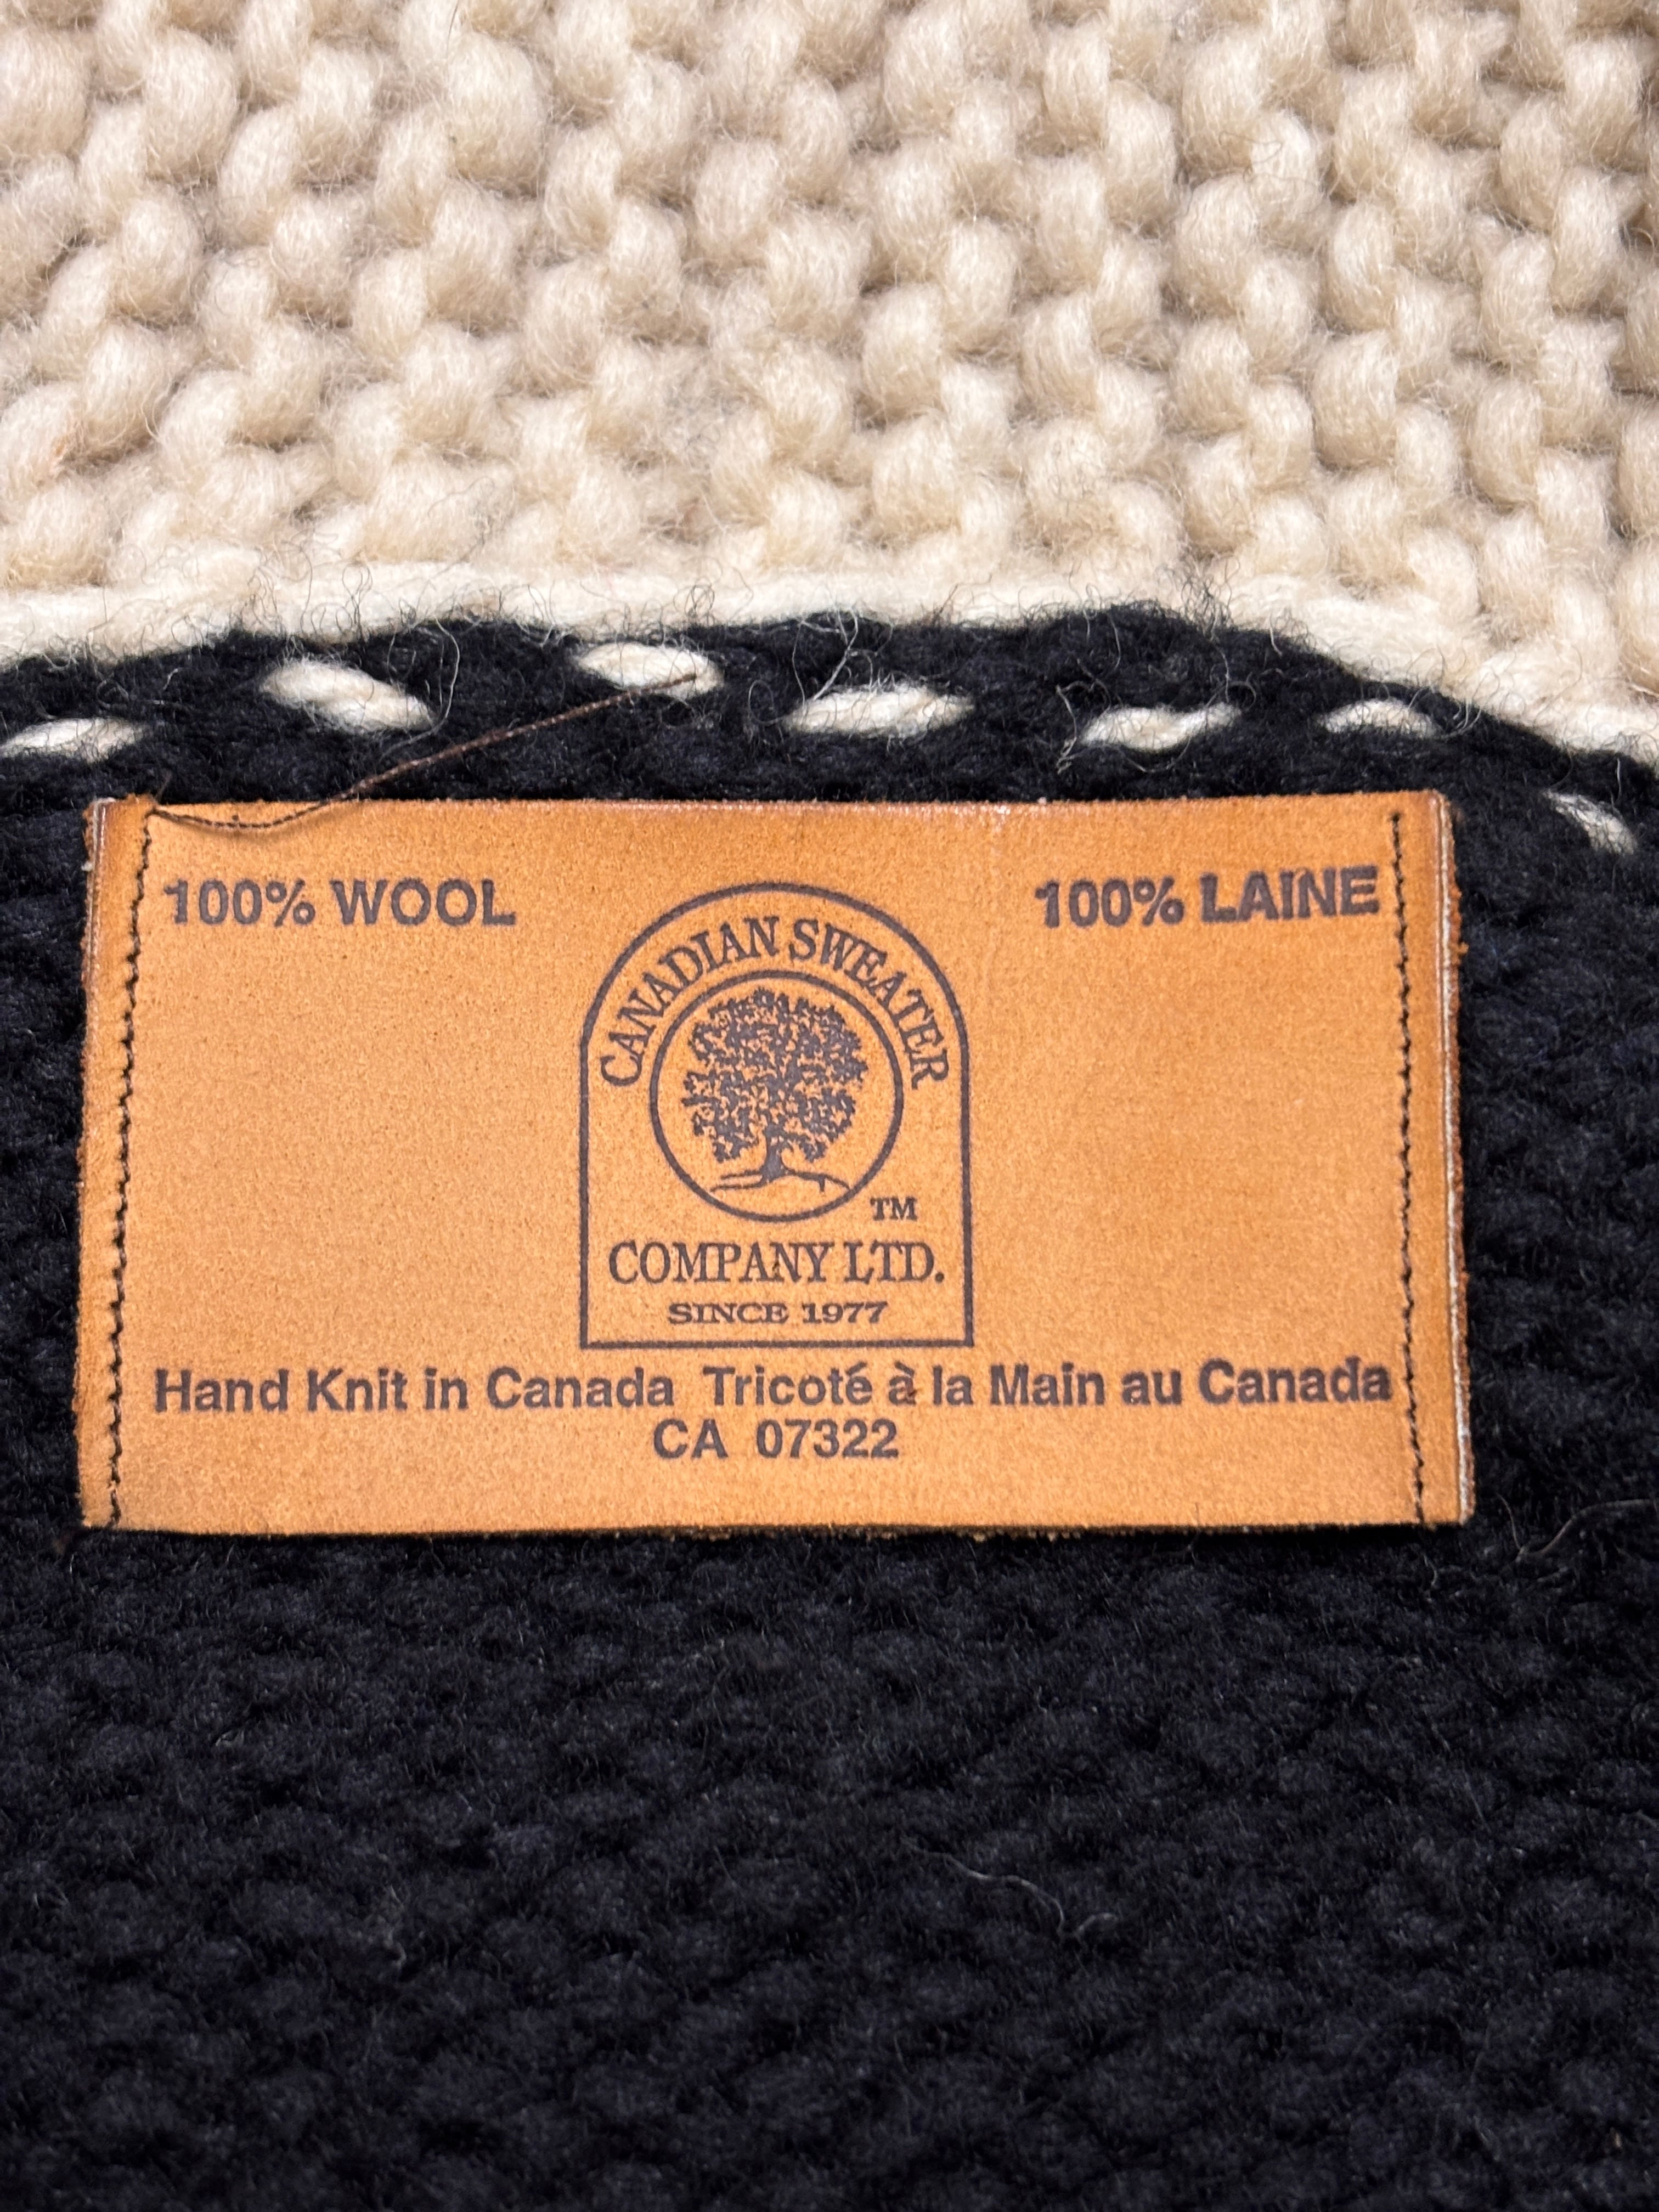 100% WOOL 100% LAINE
CANADIAN SWEATER
TM
COMPANY LTD.
SINCE 1977
Hand Knit in Canada Tricoté à la Main au Canada
CA 07322